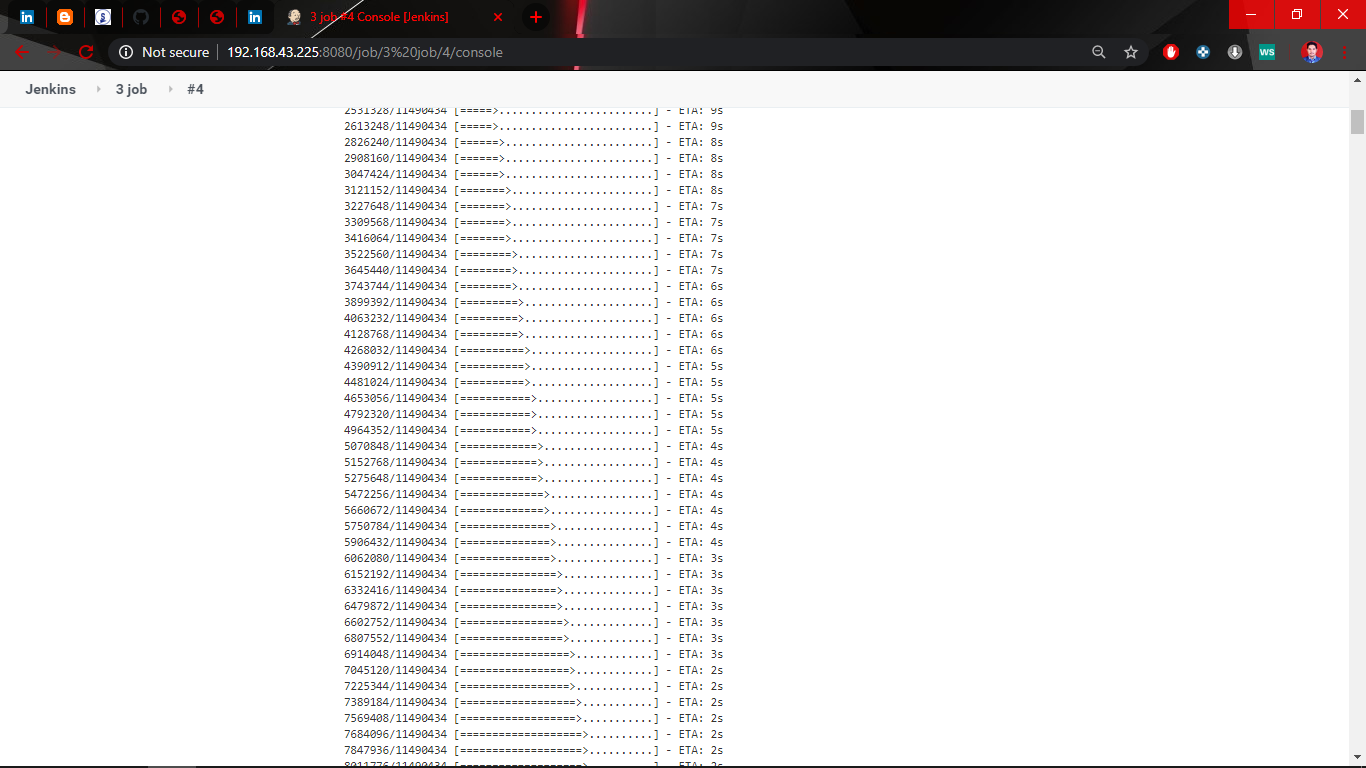 3 job #4 Console [Jenkins]
Not secure 192.168.43.225:8080/job/3%20job/4/console
WS
Jenkins 3 job #4
2531328/11490434 [=====>........................] - ETA: 9s
2613248/11490434 [=====>........................] - ETA: 9s
2826240/11490434 [======>.......................] - ETA: 8s
2908160/11490434 [======>.......................] - ETA: 8s
3047424/11490434 [======>.......................] - ETA: 8s
3121152/11490434 [=======>......................] - ETA: 8s
3227648/11490434 [=======>......................] - ETA: 7s
3309568/11490434 [=======>......................] - ETA: 7s
3416064/11490434 [=======>......................] - ETA: 7s
3522560/11490434 [========>.....................] - ETA: 7s
3645440/11490434 [========>.....................] - ETA: 7s
3743744/11490434 [========>.....................] - ETA: 6s
3899392/11490434 [=========>....................] - ETA: 6s
4063232/11490434 [=========>....................] - ETA: 6s
4128768/11490434 [=========>....................] - ETA: 6s
4268032/11490434 [==========>...................] - ETA: 6s
4390912/11490434 [==========>...................] - ETA: 5s
4481024/11490434 [==========>...................] - ETA: 5s
4653056/11490434 [===========>..................] - ETA: 5s
4792320/11490434 [===========>..................] - ETA: 5s
4964352/11490434 [===========>..................] - ETA: 5s
5070848/11490434 [============>.................] - ETA: 4s
5152768/11490434 [============>.................] - ETA: 4s
5275648/11490434 [============>.................] - ETA: 4s
5472256/11490434 [=============>................] - ETA: 4s
5660672/11490434 [=============>................] - ETA: 4s
5750784/11490434 [==============>...............] - ETA: 4s
5906432/11490434 [==============>...............] - ETA: 4s
6062080/11490434 [==============>...............] - ETA: 3s
6152192/11490434 [===============>..............] - ETA: 3s
6332416/11490434 [===============>..............] - ETA: 3s
6479872/11490434 [===============>..............] - ETA: 3s
6602752/11490434 [================>.............] - ETA: 3s
6807552/11490434 [================>.............] - ETA: 3s
6914048/11490434 [=================>............] - ETA: 3s
7045120/11490434 [=================>............] - ETA: 2s
7225344/11490434 [=================>............] - ETA: 2s
7389184/11490434 [==================>...........] - ETA: 2s
7569408/11490434 [==================>...........] - ETA: 2s
7684096/11490434 [===================>..........] - ETA: 2s
7847936/11490434 [===================>..........] - ETA: 2s
8011776/11490434 [===================>..........] - ETA: 2s